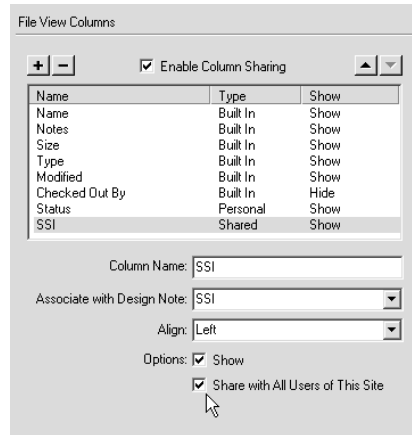 File View Columns
+ − Enable Column Sharing
Name Type Show
Name Built In Show
Notes Built In Show
Size Built In Show
Type Built In Show
Modified Built In Show
Checked Out By Built In Hide
Status Personal Show
SSI Shared Show
Column Name: SSI
Associate with Design Note: SSI
Align: Left
Options: Show
Share with All Users of This Site